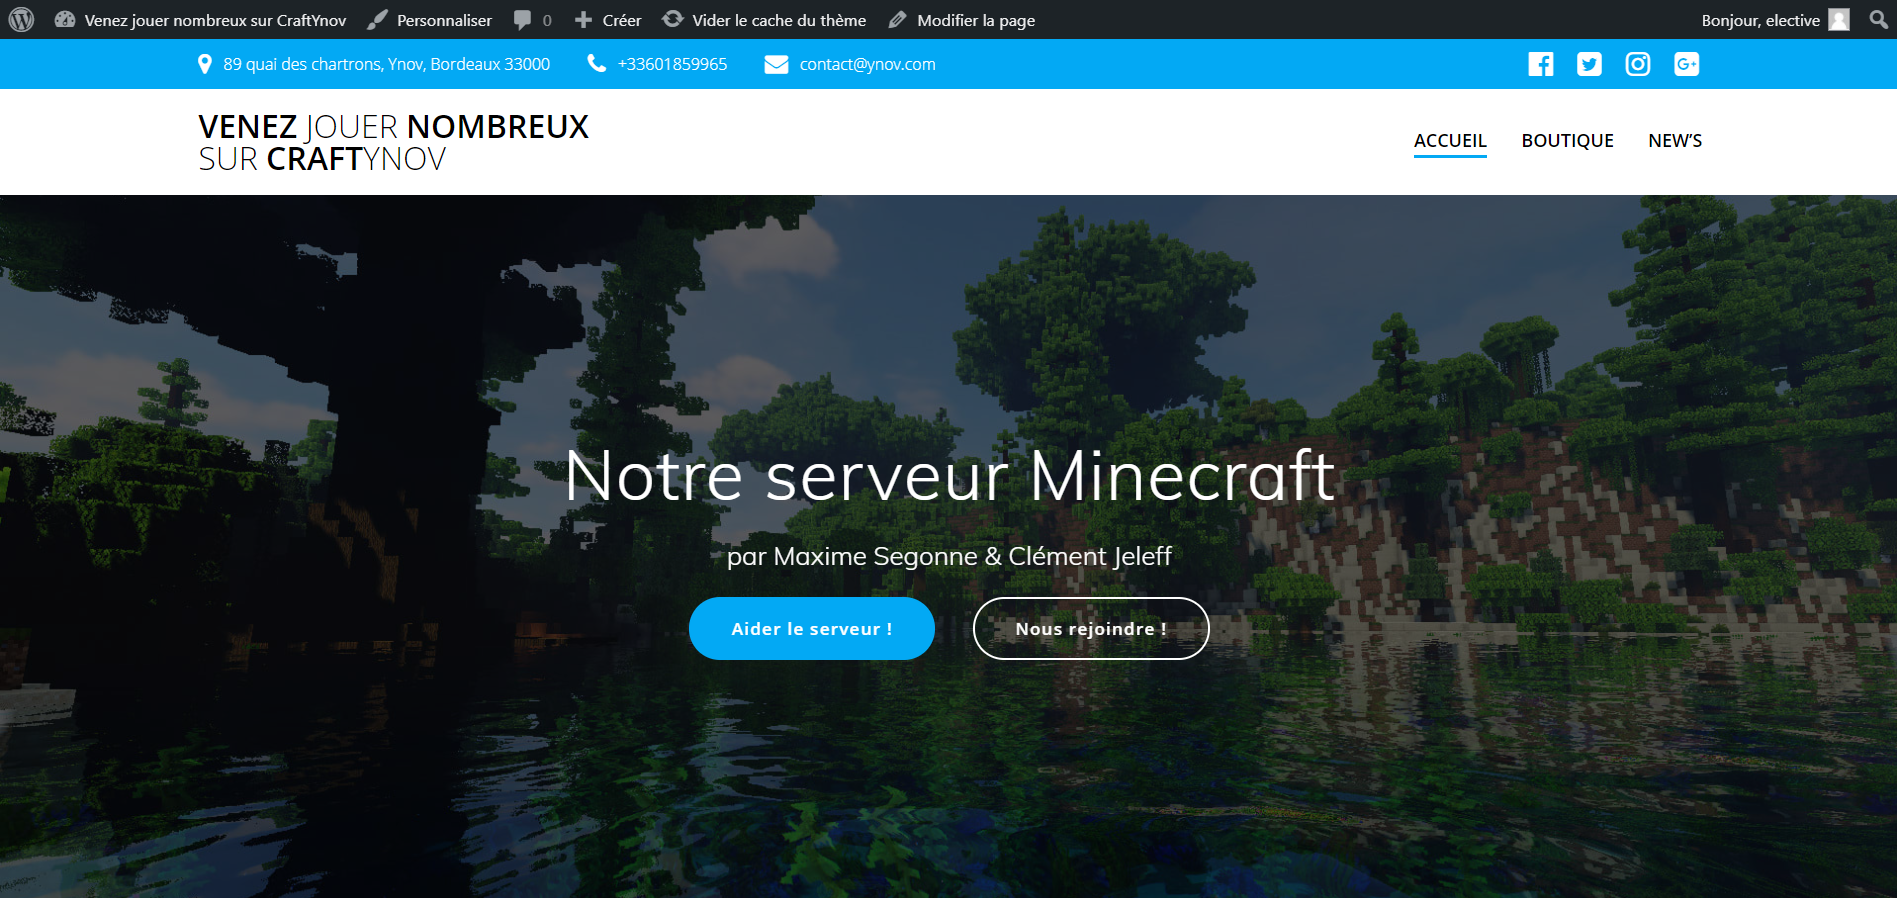 Venez jouer nombreux sur CraftYnov Personnaliser 0 Créer Vider le cache du thème Modifier la page Bonjour, elective
89 quai des chartrons, Ynov, Bordeaux 33000 +33601859965 contact@ynov.com
VENEZ JOUER NOMBREUX
SUR CRAFTYNOV
ACCUEIL BOUTIQUE NEW’S
Notre serveur Minecraft
par Maxime Segonne & Clément Jeleff
Aider le serveur ! Nous rejoindre !